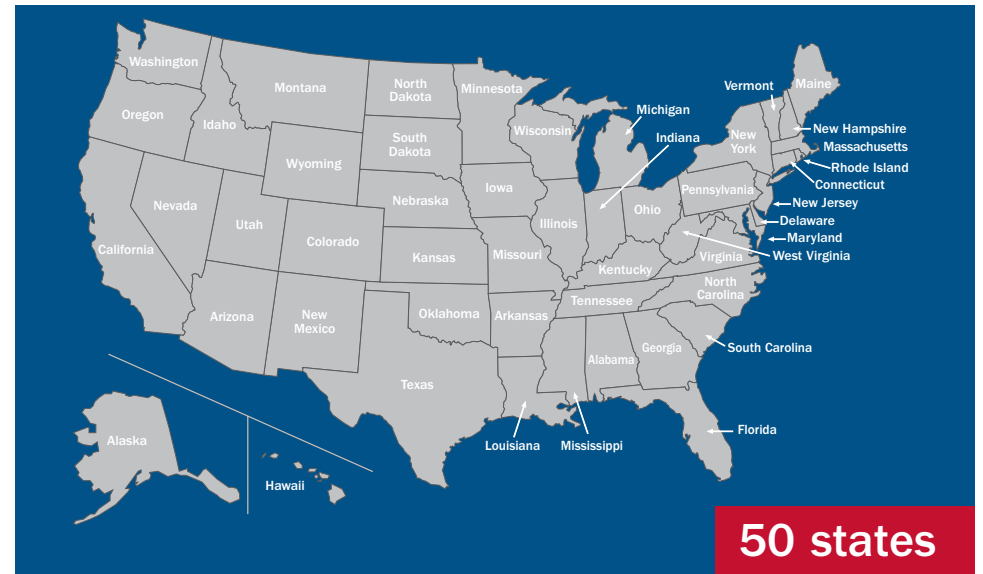 Washington
Oregon
Idaho
Montana
North
Dakota
Minnesota
South
Dakota
Wisconsin
Wyoming
Nebraska
Iowa
Nevada
Utah
Colorado
Kansas
Missouri
Illinois
California
Arizona
New
Mexico
Oklahoma
Arkansas
Texas
Michigan
Indiana
Ohio
Kentucky
Tennessee
Alabama
Georgia
Vermont
Maine
New Hampshire
New
York
Massachusetts
Rhode Island
Connecticut
Pennsylvania
New Jersey
Delaware
Maryland
West Virginia
Virginia
North
Carolina
South Carolina
Florida
Louisiana
Mississippi
Alaska
Hawaii
50 states